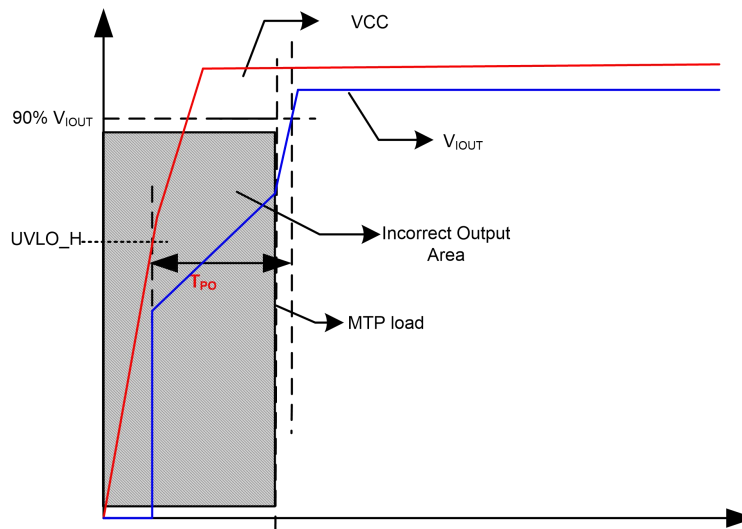 VCC
90% VIOUT
VIOUT
UVLO_H
Incorrect Output
Area
TPO
MTP load